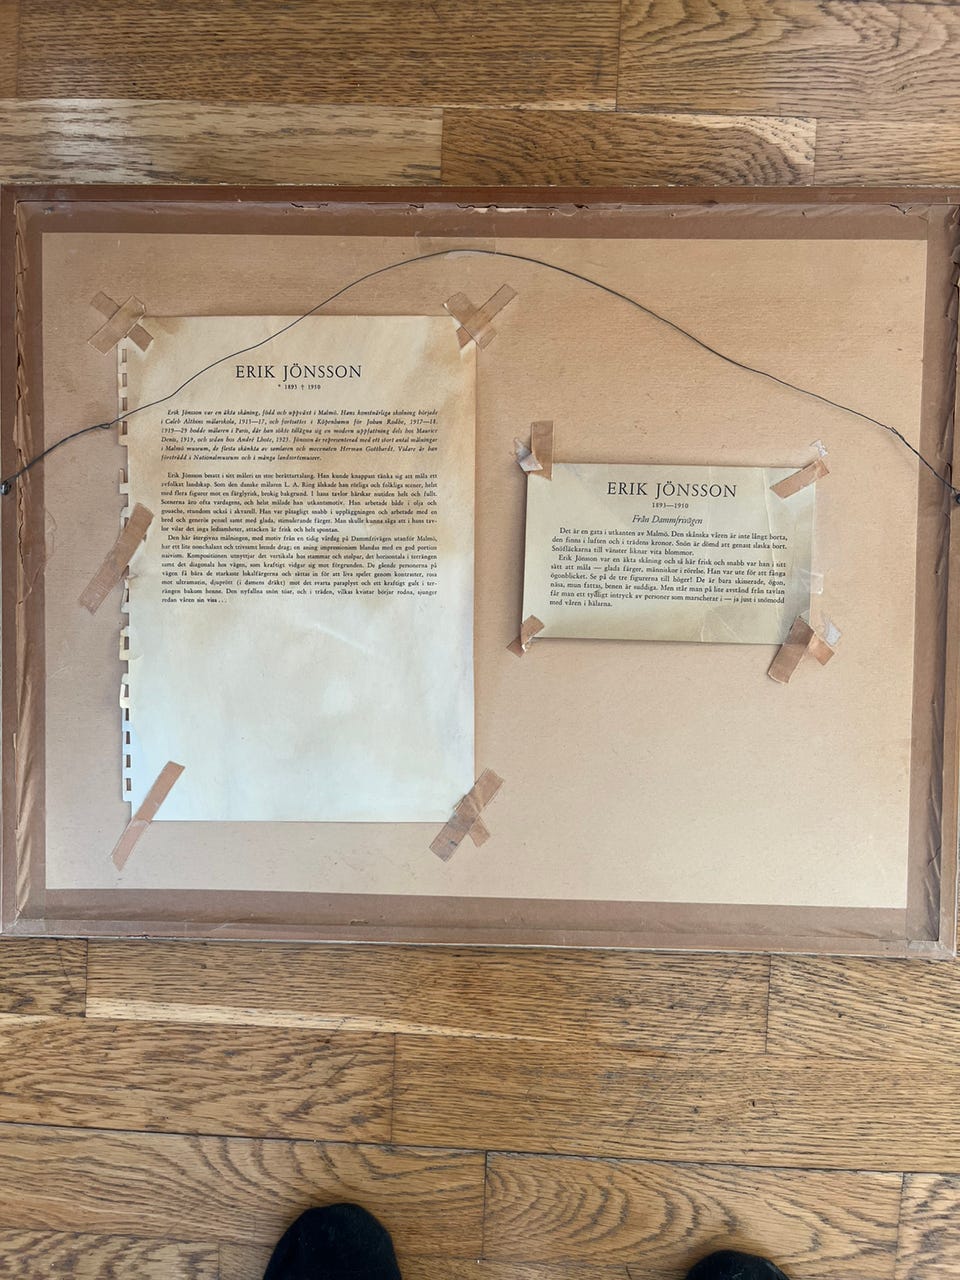 ERIK JÖNSSON
* 1893 † 1950
Erik Jönsson var en äkta skåning, född och uppväxt i Malmö. Hans konstnärliga skolning började
i Caleb Althins målarskola, 1915—17, och fortsattes i Köpenhamn för Johan Rodhe, 1917—18.
1919—29 bodde målaren i Paris, där han sökte tillägna sig en modern uppfattning dels hos Maurice
Denis, 1919, och sedan hos André Lhote, 1923. Jönsson är representerad med ett stort antal målningar
i Malmö museum, de flesta skänkta av samlaren och mecenaten Herman Gotthardt. Vidare är han
företrädd i Nationalmuseum och i många landsortsmuseer.
Erik Jönsson besatt i sitt måleri en stor berättartalang. Han kunde knappast tänka sig att måla ett
avfolkat landskap. Som den danske målaren L. A. Ring älskade han rörliga och folkliga scener, helst
med flera figurer mot en färglyrisk, brokig bakgrund. I hans tavlor härskar nutiden helt och fullt.
Scenerna äro ofta vardagens, och helst målade han utkantsmotiv. Han arbetade både i olja och
gouache, stundom också i akvarell. Han var påtagligt snabb i uppläggningen och arbetade med en
bred och generös pensel samt med glada, stimulerande färger. Man skulle kunna säga att i hans tav-
lor vilar det inga ledsamheter, attacken är frisk och helt spontan.
Den här återgivna målningen, med motiv från en tidig vårdag på Dammfrivägen utanför Malmö,
har ett lite nonchalant och trivsamt leende drag; en aning impressionism blandas med en god portion
naivism. Kompositionen utnyttjar det vertikala hos stammar och stolpar, det horisontala i terrängen
samt det diagonala hos vägen, som kraftigt vidgar sig mot förgrunden. De gående personerna på
vägen få bära de starkaste lokalfärgerna och sättas in för att leva spelet genom kontraster, rosa
mot ultramarin, djuprött (i damens dräkt) mot det svarta paraplyet och ett kraftigt gult i ter-
rängen bakom henne. Den nyfallna snön töar, och i träden, vilkas kvistar börjar rodna, sjunger
redan våren sin visa . . .
ERIK JÖNSSON
1893—1950
Från Dammfrivägen
Det är en gata i utkanten av Malmö. Den skånska våren är inte långt borta,
den finns i luften och i trädens kronor. Snön är dömd att genast slaska bort.
Snöfläckarna till vänster liknar vita blommor.
Erik Jönsson var en äkta skåning och så här frisk och snabb var han i sitt
sätt att måla — glada färger, människor i rörelse. Han var ute för att fånga
ögonblicket. Se på de tre figurerna till höger! De är bara skisserade, ögon,
näsa, mun fattas, benen är suddiga. Men står man på lite avstånd från tavlan
får man ett tydligt intryck av personer som marscherat i — ja just i snömodd
med våren i hälarna.